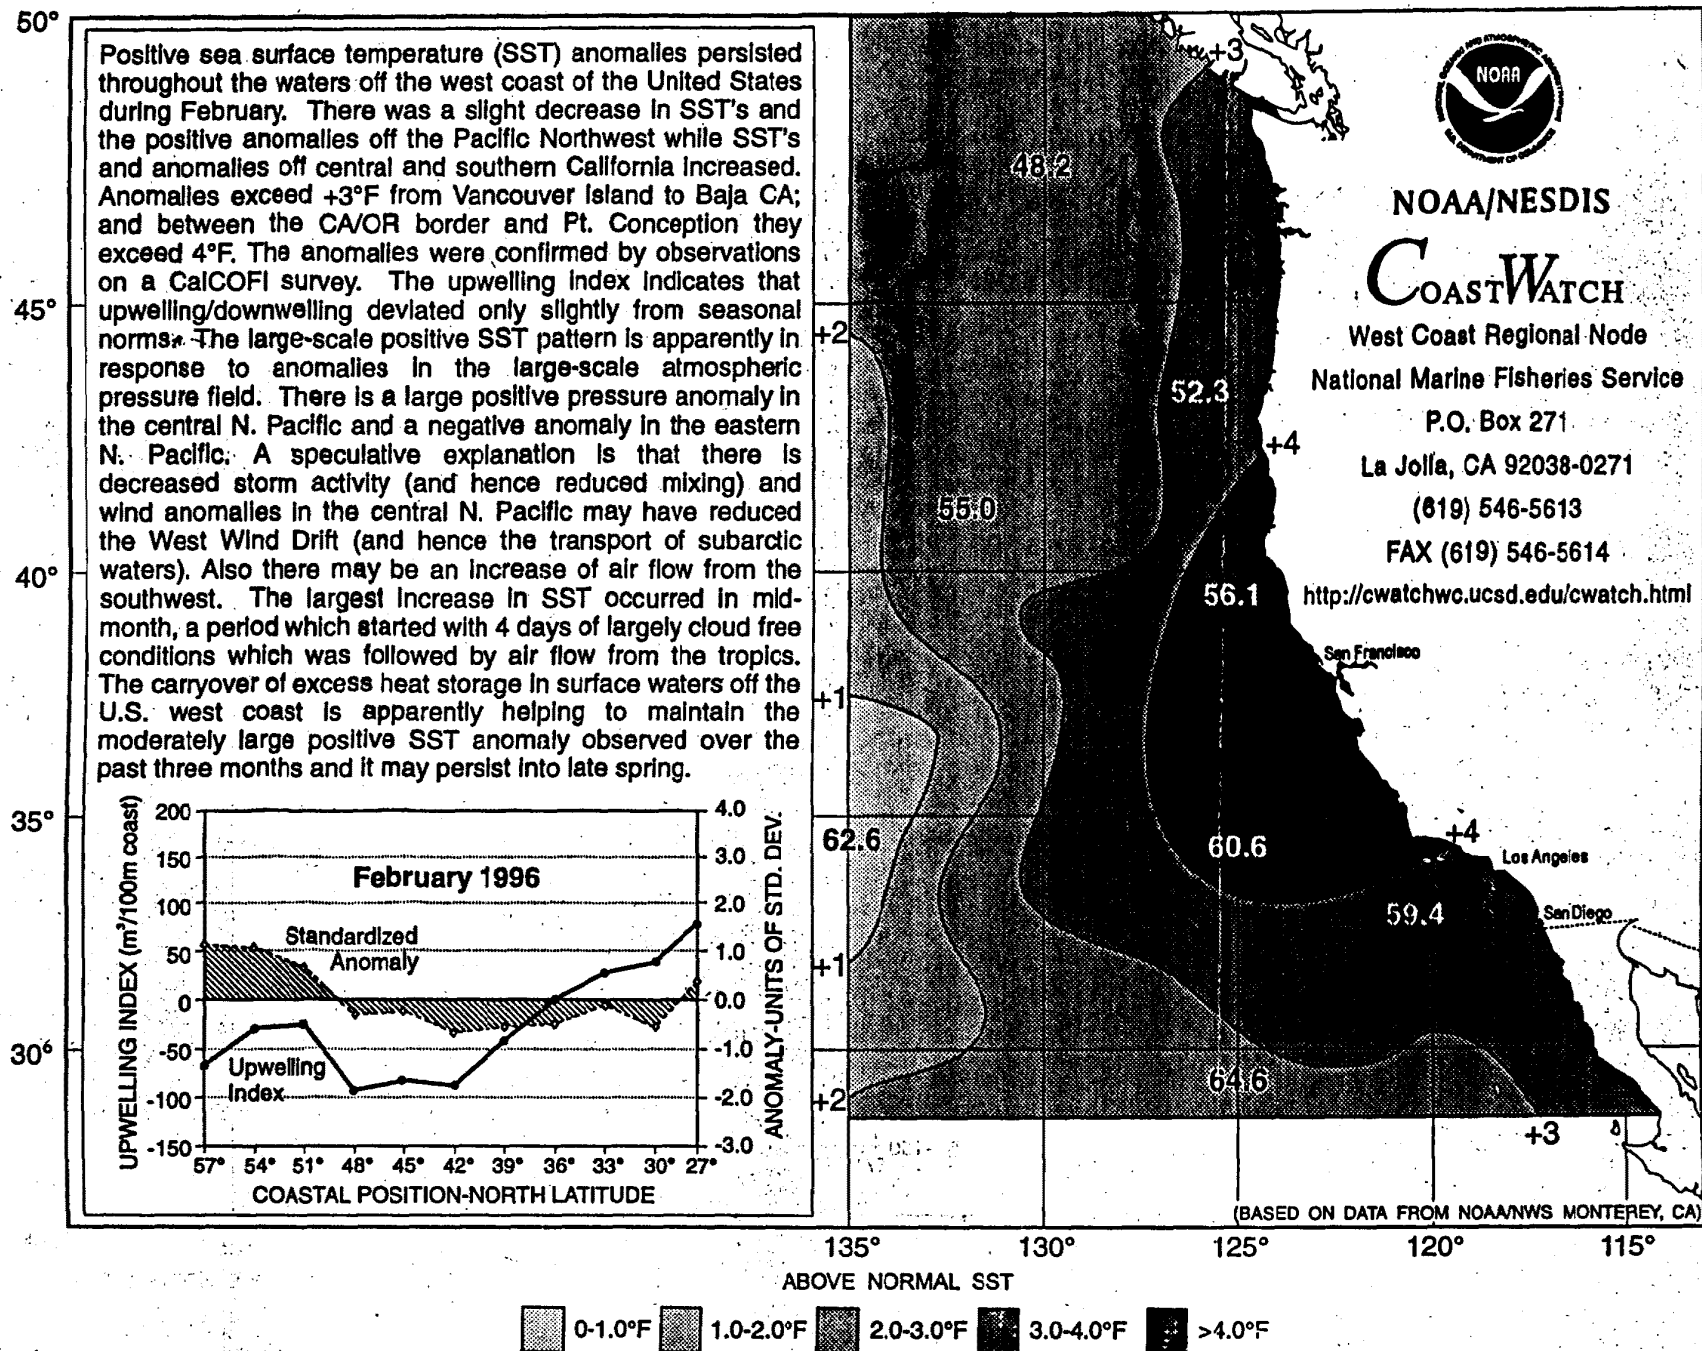 50°
45°
40°
35°
30°
Positive sea surface temperature (SST) anomalies persisted
throughout the waters off the west coast of the United States
during February. There was a slight decrease in SST's and
the positive anomalies off the Pacific Northwest while SST's
and anomalies off central and southern California increased.
Anomalies exceed +3°F from Vancouver Island to Baja CA;
and between the CA/OR border and Pt. Conception they
exceed 4°F. The anomalies were confirmed by observations
on a CalCOFI survey. The upwelling index indicates that
upwelling/downwelling deviated only slightly from seasonal
norms. The large-scale positive SST pattern is apparently in
response to anomalies in the large-scale atmospheric
pressure field. There is a large positive pressure anomaly in
the central N. Pacific and a negative anomaly in the eastern
N. Pacific. A speculative explanation is that there is
decreased storm activity (and hence reduced mixing) and
wind anomalies in the central N. Pacific may have reduced
the West Wind Drift (and hence the transport of subarctic
waters). Also there may be an increase of air flow from the
southwest. The largest increase in SST occurred in mid-
month, a period which started with 4 days of largely cloud free
conditions which was followed by air flow from the tropics.
The carryover of excess heat storage in surface waters off the
U.S. west coast is apparently helping to maintain the
moderately large positive SST anomaly observed over the
past three months and it may persist into late spring.
UPWELLING INDEX (m³/100m coast)
200
150
100
50
0
-50
-100
-150
February 1996
Standardized
Anomaly
Upwelling
Index
4.0
3.0
2.0
1.0
0.0
-1.0
-2.0
-3.0
ANOMALY-UNITS OF STD. DEV.
57° 54° 51° 48° 45° 42° 39° 36° 33° 30° 27°
COASTAL POSITION-NORTH LATITUDE
+3
48.2
+2
52.3
+4
55.0
56.1
San Francisco
+1
62.6
60.6
+4
Los Angeles
59.4
San Diego
+1
64.6
+2
+3
NOAA
NOAA/NESDIS
COASTWATCH
West Coast Regional Node
National Marine Fisheries Service
P.O. Box 271
La Jolla, CA 92038-0271
(619) 546-5613
FAX (619) 546-5614
http://cwatchwc.ucsd.edu/cwatch.html
(BASED ON DATA FROM NOAA/NWS MONTEREY, CA)
135° 130° 125° 120° 115°
ABOVE NORMAL SST
0-1.0°F 1.0-2.0°F 2.0-3.0°F 3.0-4.0°F >4.0°F